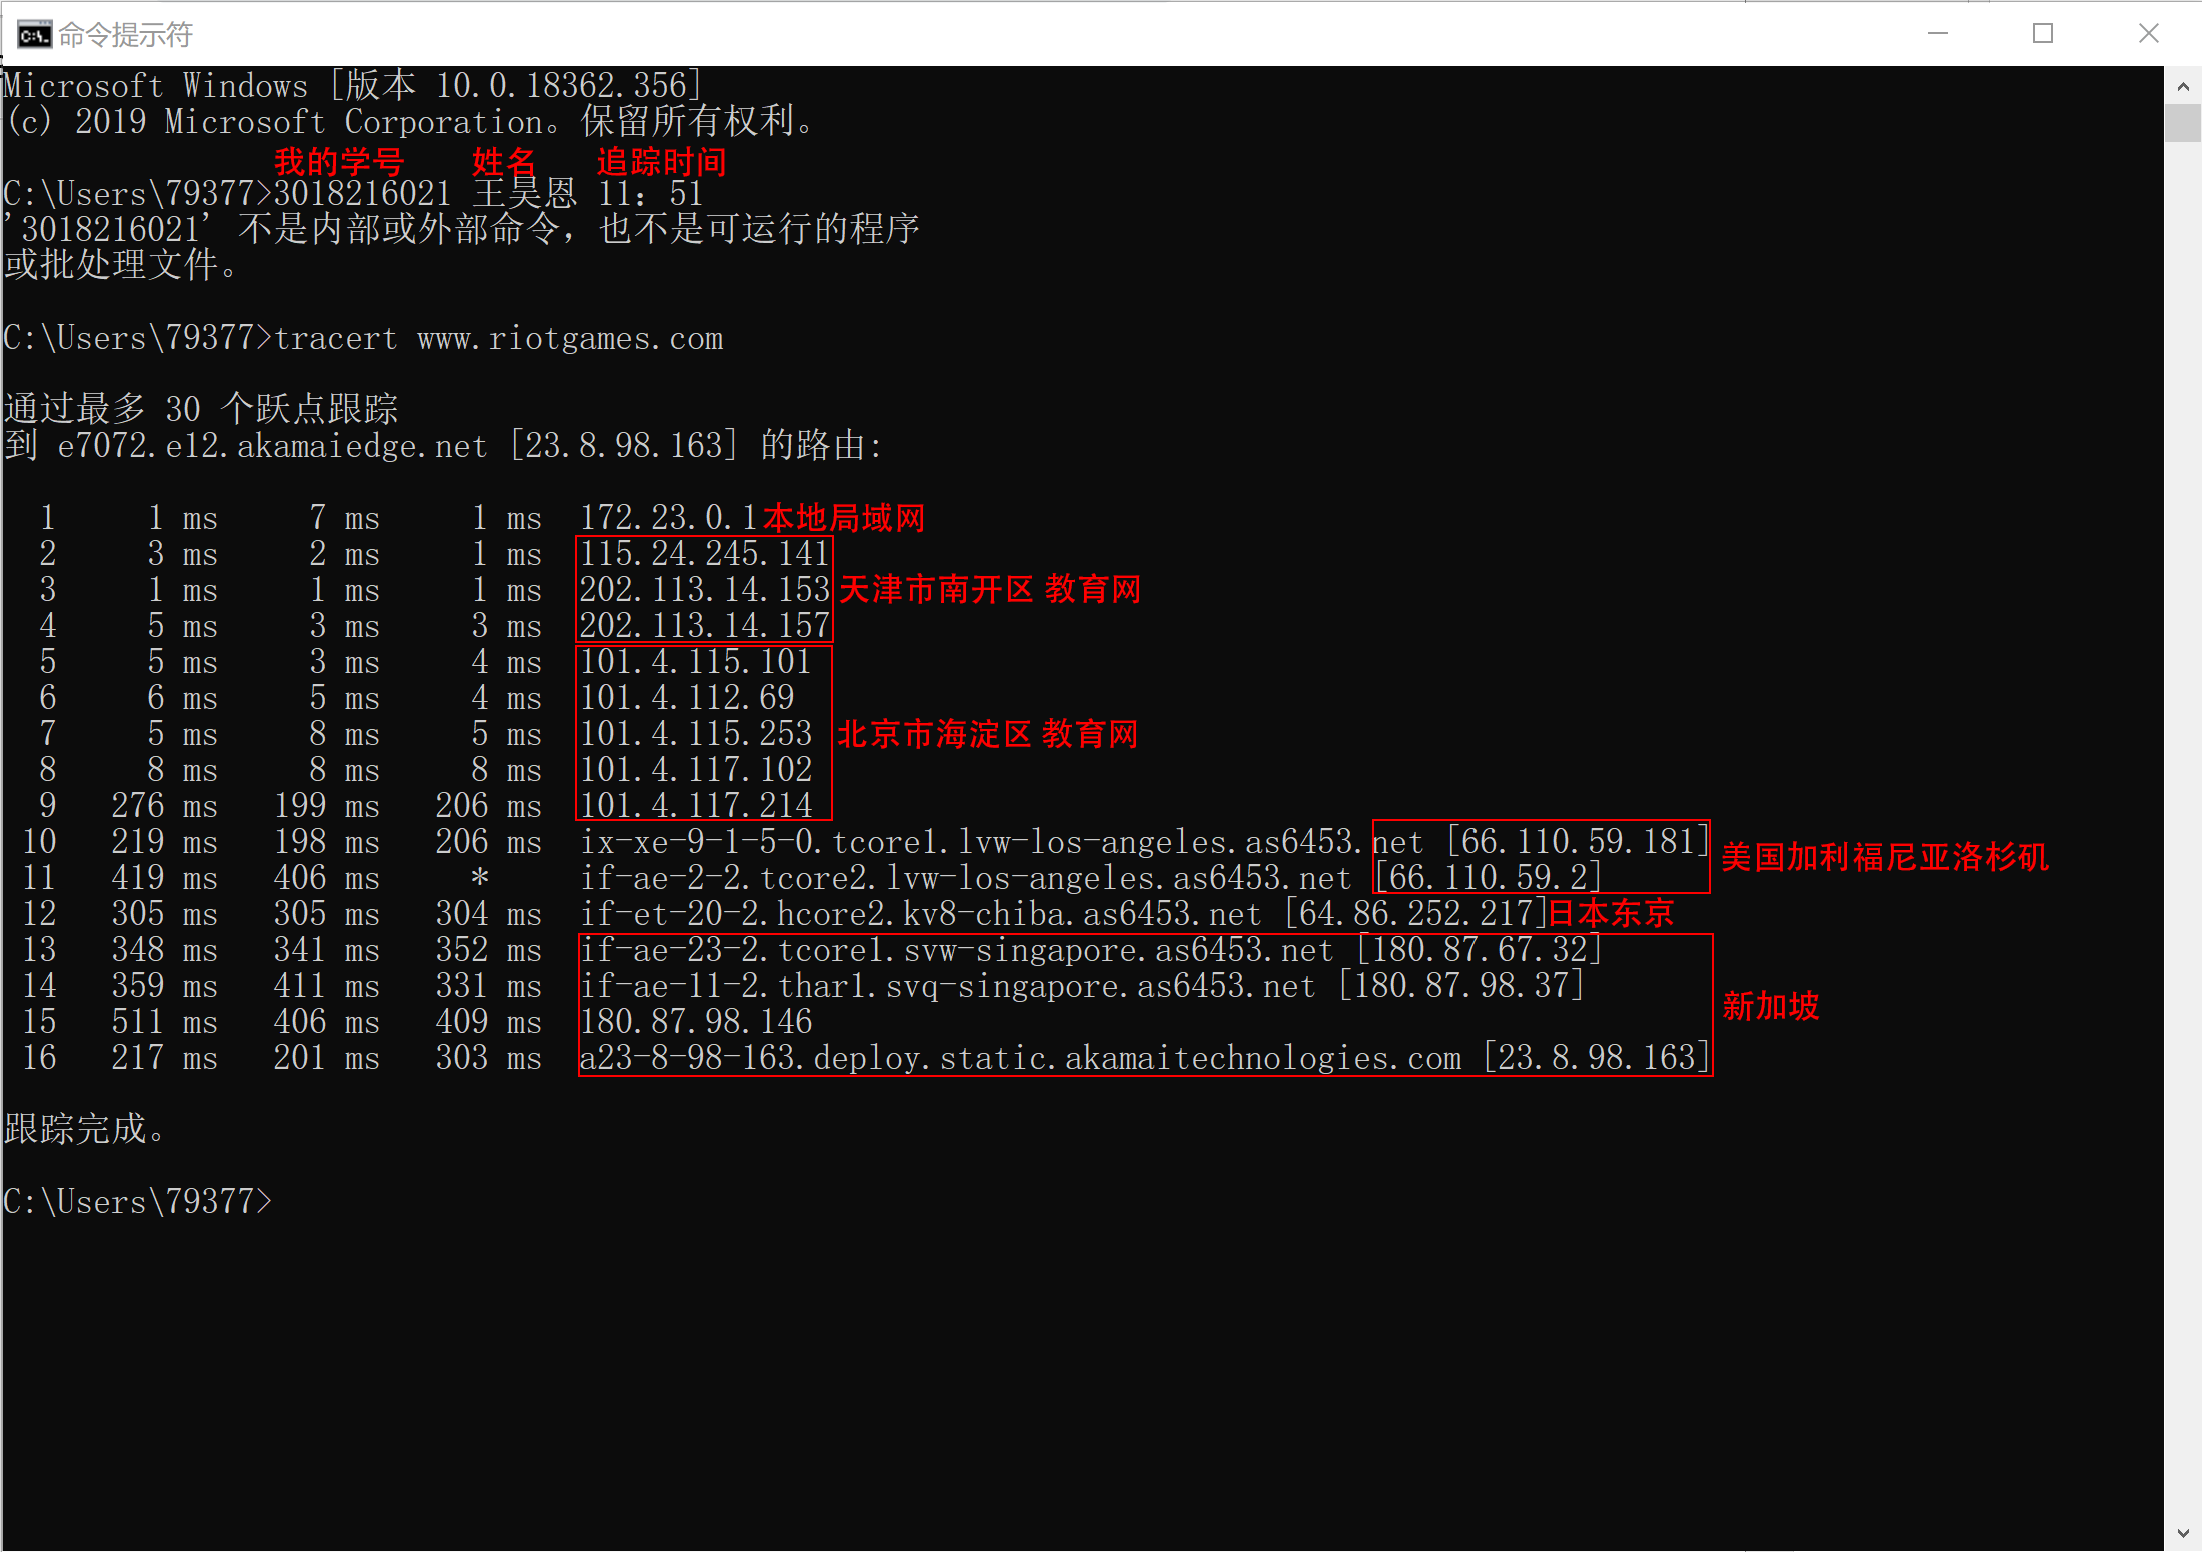 命令提示符
Microsoft Windows [版本 10.0.18362.356]
(c) 2019 Microsoft Corporation。保留所有权利。
我的学号 姓名 追踪时间
C:\Users\79377>3018216021 王昊恩 11：51
'3018216021' 不是内部或外部命令，也不是可运行的程序
或批处理文件。
C:\Users\79377>tracert www.riotgames.com
通过最多 30 个跃点跟踪
到 e7072.e12.akamaiedge.net [23.8.98.163] 的路由:
1 1 ms 7 ms 1 ms 172.23.0.1 本地局域网
2 3 ms 2 ms 1 ms 115.24.245.141
3 1 ms 1 ms 1 ms 202.113.14.153 天津市南开区 教育网
4 5 ms 3 ms 3 ms 202.113.14.157
5 5 ms 3 ms 4 ms 101.4.115.101
6 6 ms 5 ms 4 ms 101.4.112.69
7 5 ms 8 ms 5 ms 101.4.115.253 北京市海淀区 教育网
8 8 ms 8 ms 8 ms 101.4.117.102
9 276 ms 199 ms 206 ms 101.4.117.214
10 219 ms 198 ms 206 ms ix-xe-9-1-5-0.tcore1.lvw-los-angeles.as6453.net [66.110.59.181]
美国加利福尼亚洛杉矶
11 419 ms 406 ms * if-ae-2-2.tcore2.lvw-los-angeles.as6453.net [66.110.59.2]
12 305 ms 305 ms 304 ms if-et-20-2.hcore2.kv8-chiba.as6453.net [64.86.252.217] 日本东京
13 348 ms 341 ms 352 ms if-ae-23-2.tcore1.svw-singapore.as6453.net [180.87.67.32]
14 359 ms 411 ms 331 ms if-ae-11-2.thar1.svq-singapore.as6453.net [180.87.98.37]
新加坡
15 511 ms 406 ms 409 ms 180.87.98.146
16 217 ms 201 ms 303 ms a23-8-98-163.deploy.static.akamaitechnologies.com [23.8.98.163]
跟踪完成。
C:\Users\79377>